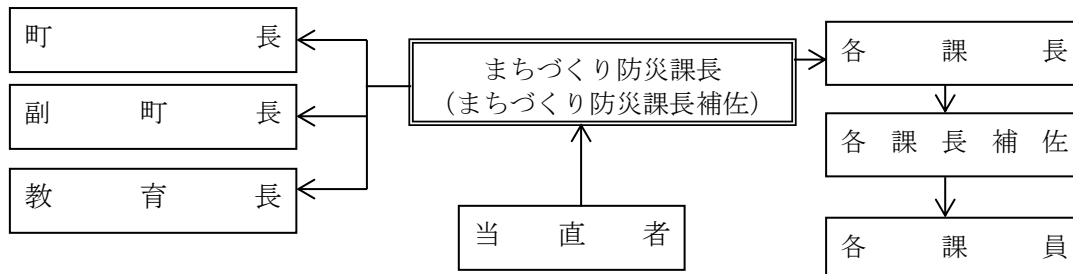 町長
副町長
教育長
まちづくり防災課長
（まちづくり防災課長補佐）
当直者
各課長
各課長補佐
各課員